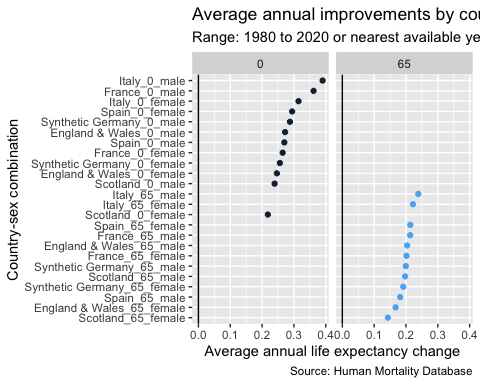 Average annual improvements by cou
Range: 1980 to 2020 or nearest available ye
0 65
Country-sex combination
Italy_0_male
France_0_male
Italy_0_female
Spain_0_female
Synthetic Germany_0_male
England & Wales_0_male
Spain_0_male
France_0_female
Synthetic Germany_0_female
England & Wales_0_female
Scotland_0_male
Italy_65_male
Italy_65_female
Scotland_0_female
Spain_65_female
France_65_male
England & Wales_65_male
France_65_female
Synthetic Germany_65_male
Scotland_65_male
Synthetic Germany_65_female
Spain_65_male
England & Wales_65_female
Scotland_65_female
0.0 0.1 0.2 0.3 0.4 0.0 0.1 0.2 0.3 0.4
Average annual life expectancy change
Source: Human Mortality Database